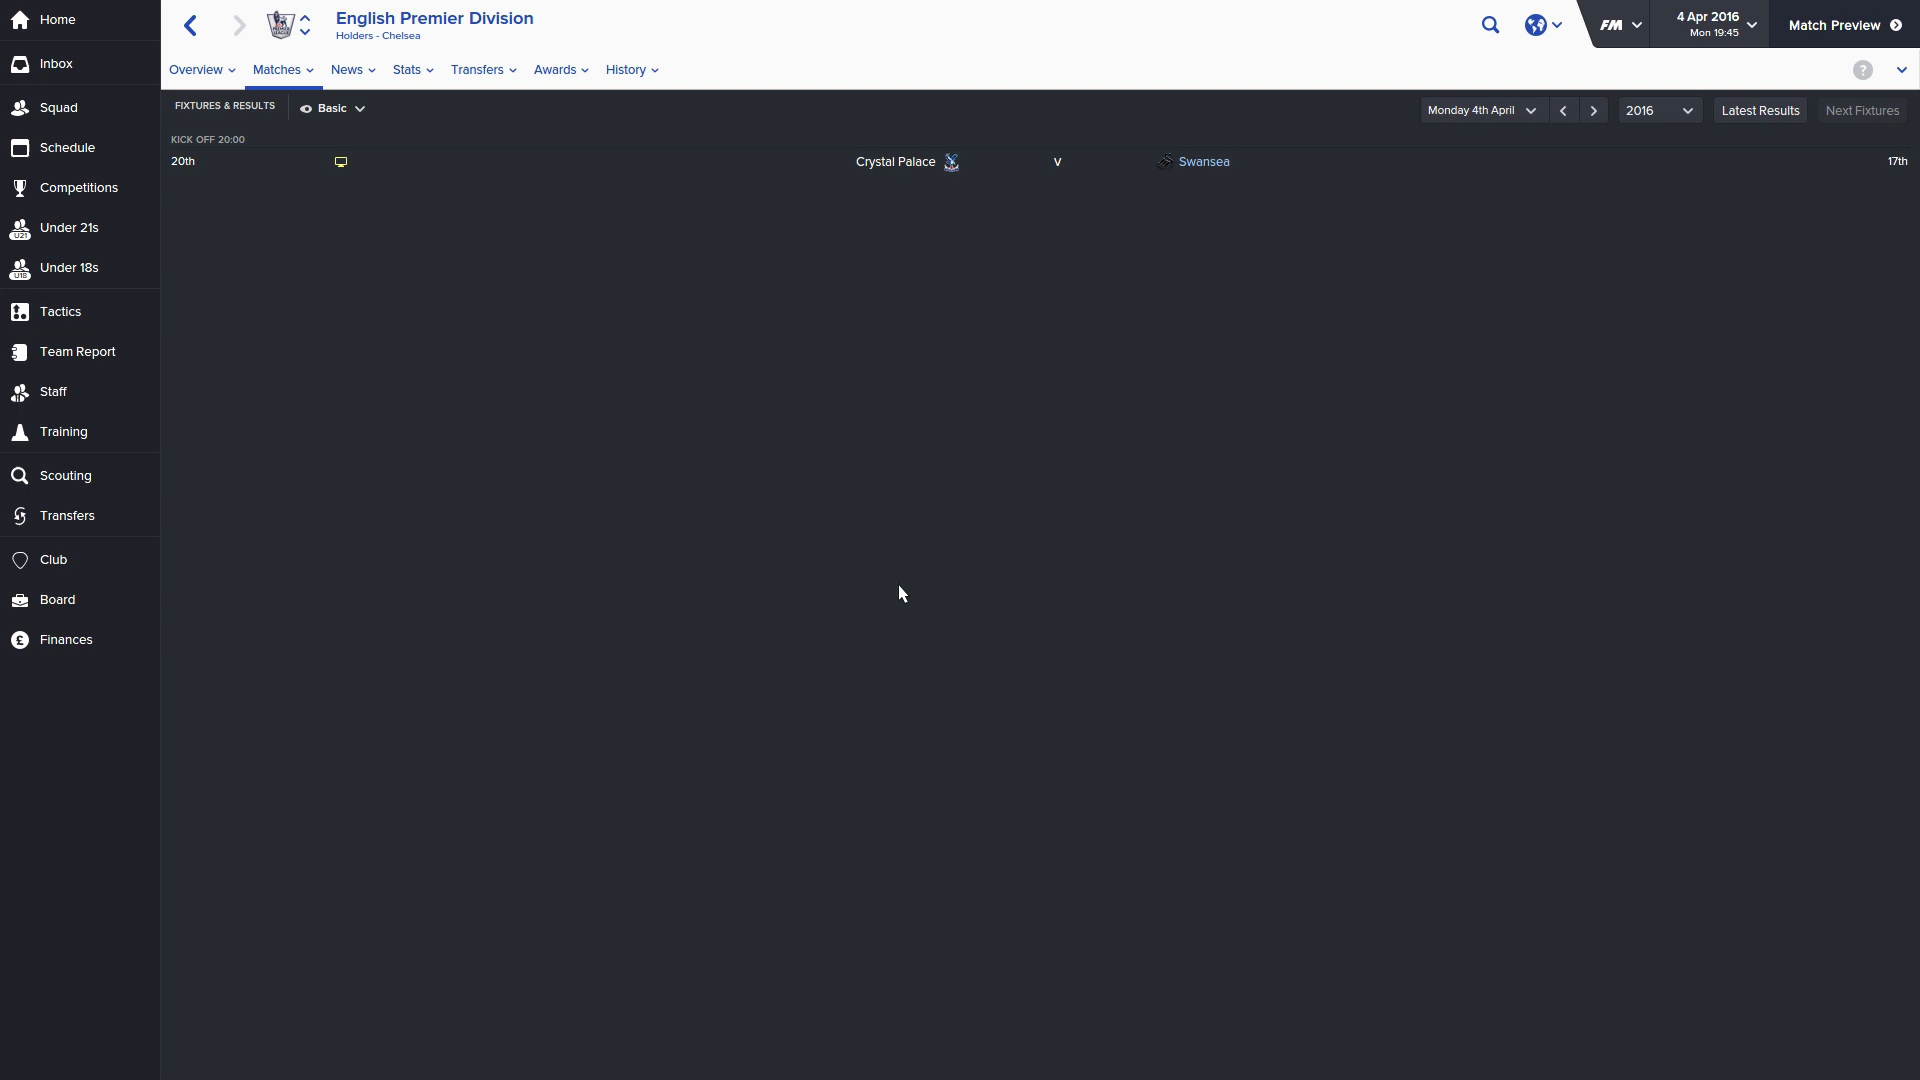 Home
Inbox
Squad
Schedule
Competitions
U21
Under 21s
U18
Under 18s
Tactics
Team Report
Staff
Training
Scouting
Transfers
Club
Board
£
Finances
English Premier Division
Holders - Chelsea
FM
4 Apr 2016
Mon 19:45
Match Preview
Overview
Matches
News
Stats
Transfers
Awards
History
?
FIXTURES & RESULTS
Basic
Monday 4th April
2016
Latest Results
Next Fixtures
KICK OFF 20:00
20th Crystal Palace V Swansea 17th